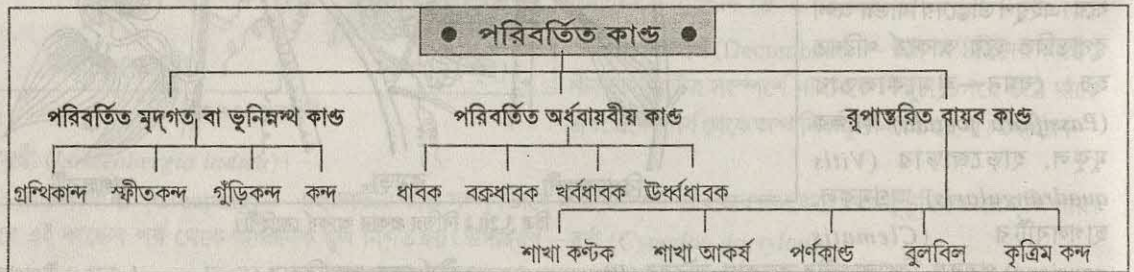 ● পরিবর্তিত কাণ্ড ●
পরিবর্তিত মৃদ্‌গত বা ভূনিম্নস্থ কাণ্ড পরিবর্তিত অর্ধবায়বীয় কাণ্ড রূপান্তরিত বায়ব কাণ্ড
গ্রন্থিকান্দ স্ফীতকন্দ গুঁড়িকন্দ কন্দ ধাবক বক্রধাবক খর্বধাবক ঊর্ধ্বধাবক
শাখা কণ্টক শাখা আকর্ষ পর্ণকাণ্ড বুলবিল কৃত্রিম কন্দ